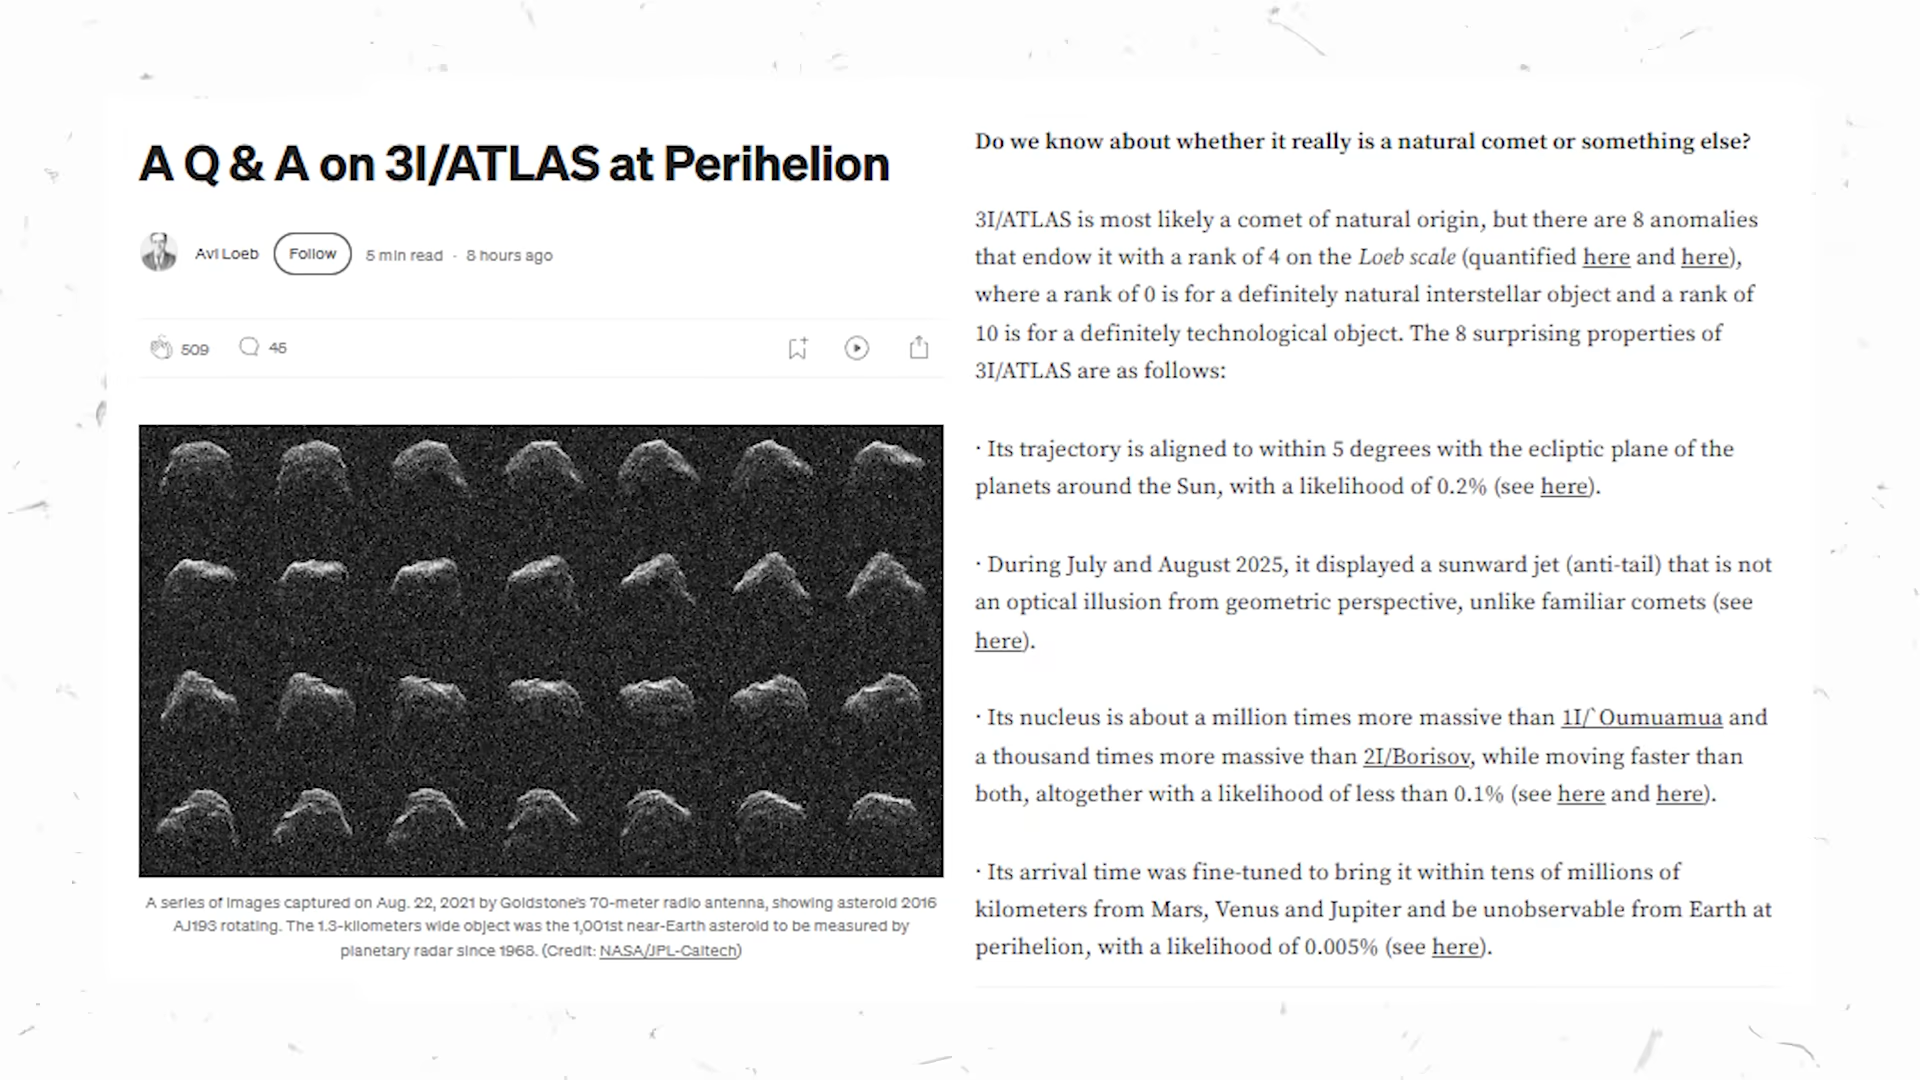 A Q & A on 3I/ATLAS at Perihelion
Avi Loeb
Follow
5 min read · 8 hours ago
509
45
A series of images captured on Aug. 22, 2021 by Goldstone's 70-meter radio antenna, showing asteroid 2016
AJ193 rotating. The 1.3-kilometers wide object was the 1,001st near-Earth asteroid to be measured by
planetary radar since 1968. (Credit: NASA/JPL-Caltech)
Do we know about whether it really is a natural comet or something else?
3I/ATLAS is most likely a comet of natural origin, but there are 8 anomalies
that endow it with a rank of 4 on the Loeb scale (quantified here and here),
where a rank of 0 is for a definitely natural interstellar object and a rank of
10 is for a definitely technological object. The 8 surprising properties of
3I/ATLAS are as follows:
· Its trajectory is aligned to within 5 degrees with the ecliptic plane of the
planets around the Sun, with a likelihood of 0.2% (see here).
· During July and August 2025, it displayed a sunward jet (anti-tail) that is not
an optical illusion from geometric perspective, unlike familiar comets (see
here).
· Its nucleus is about a million times more massive than 1I/`Oumuamua and
a thousand times more massive than 2I/Borisov, while moving faster than
both, altogether with a likelihood of less than 0.1% (see here and here).
· Its arrival time was fine-tuned to bring it within tens of millions of
kilometers from Mars, Venus and Jupiter and be unobservable from Earth at
perihelion, with a likelihood of 0.005% (see here).